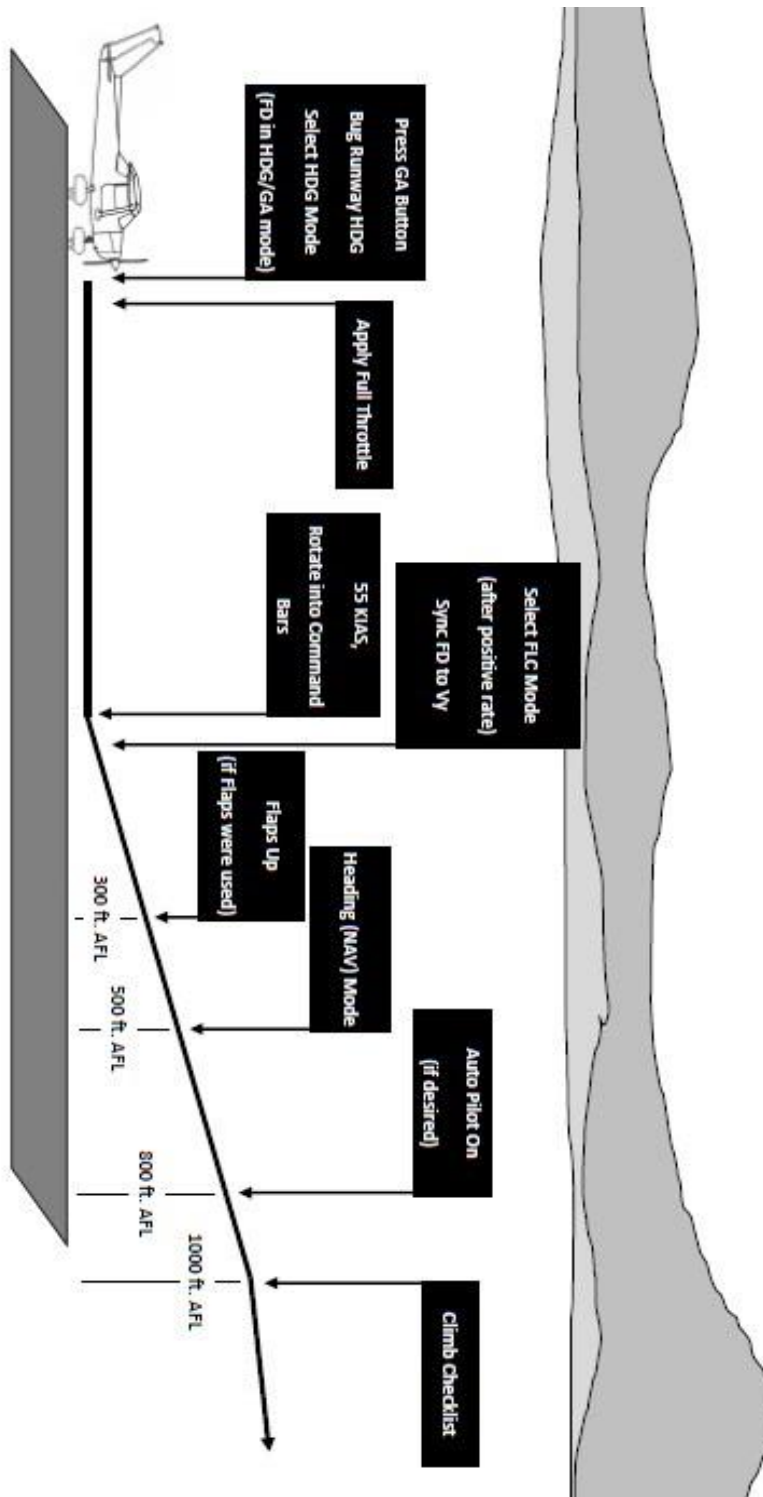 Press GA Button
Bug Runway HDG
Select HDG Mode
(FD in HDG/GA mode)
Apply Full Throttle
55 KIAS,
Rotate into Command
Bars
Select FLC Mode
(after positive rate)
Sync FD to Vy
Flaps Up
(if Flaps were used)
Heading (NAV) Mode
Auto Pilot On
(if desired)
Climb Checklist
300 ft. AFL
500 ft. AFL
800 ft. AFL
1000 ft. AFL